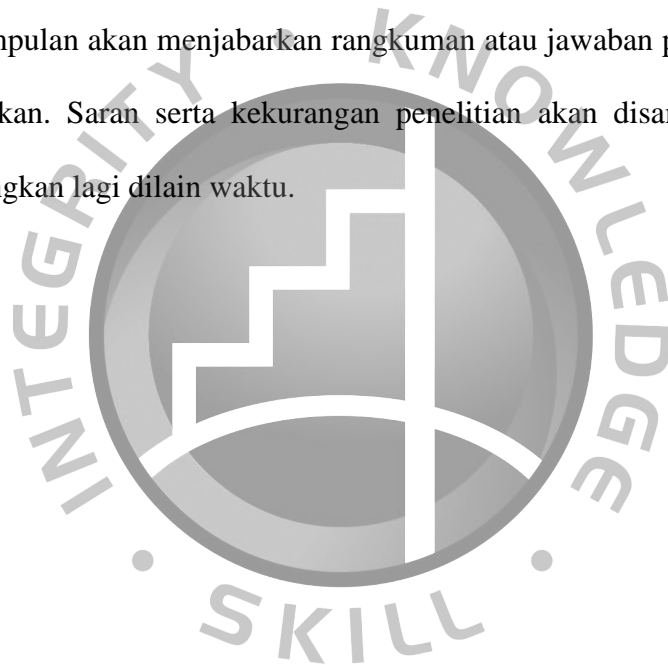 mpulan akan menjabarkan rangkuman atau jawaban p
kan. Saran serta kekurangan penelitian akan disar
ngkan lagi dilain waktu.
INTEGRITY • KNOWLEDGE • SKILL •